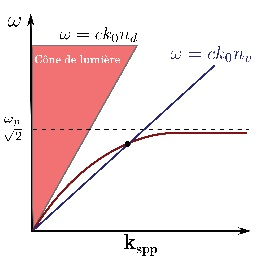 ω
ω = ck₀n_d
Cône de lumière
ω = ck₀n_v
ω_p
√2
k_spp